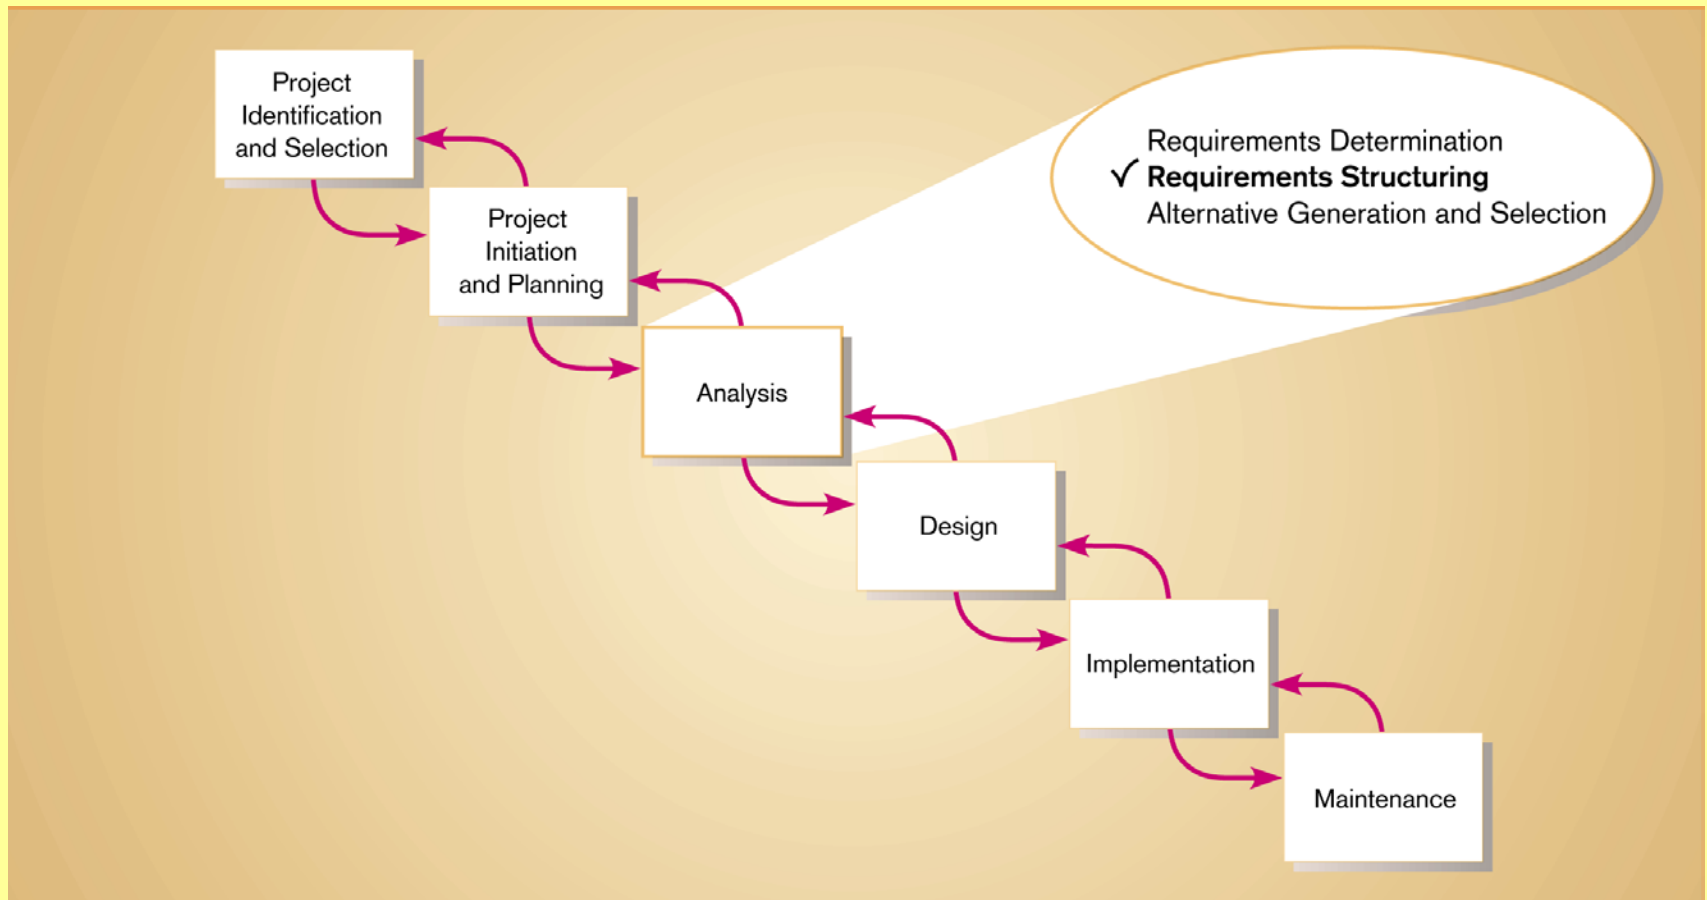 Project
Identification
and Selection
Project
Initiation
and Planning
Analysis
Design
Implementation
Maintenance
Requirements Determination
✓ Requirements Structuring
Alternative Generation and Selection